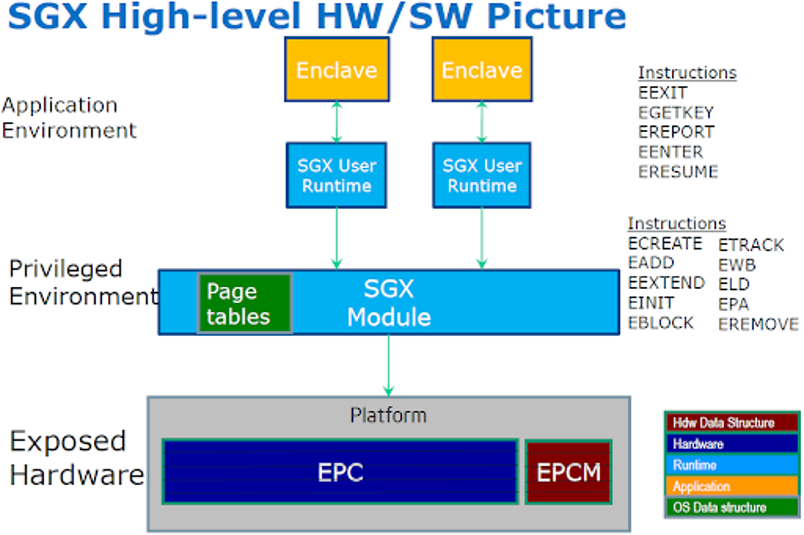 SGX High-level HW/SW Picture
Enclave
Enclave
Application
Environment
SGX User
Runtime
SGX User
Runtime
Instructions
EEXIT
EGETKEY
EREPORT
EENTER
ERESUME
Privileged
Environment
Page
tables
SGX
Module
Instructions
ECREATE ETRACK
EADD EWB
EEXTEND ELD
EINIT EPA
EBLOCK EREMOVE
Exposed
Hardware
Platform
EPC
EPCM
Hdw Data Structure
Hardware
Runtime
Application
OS Data structure